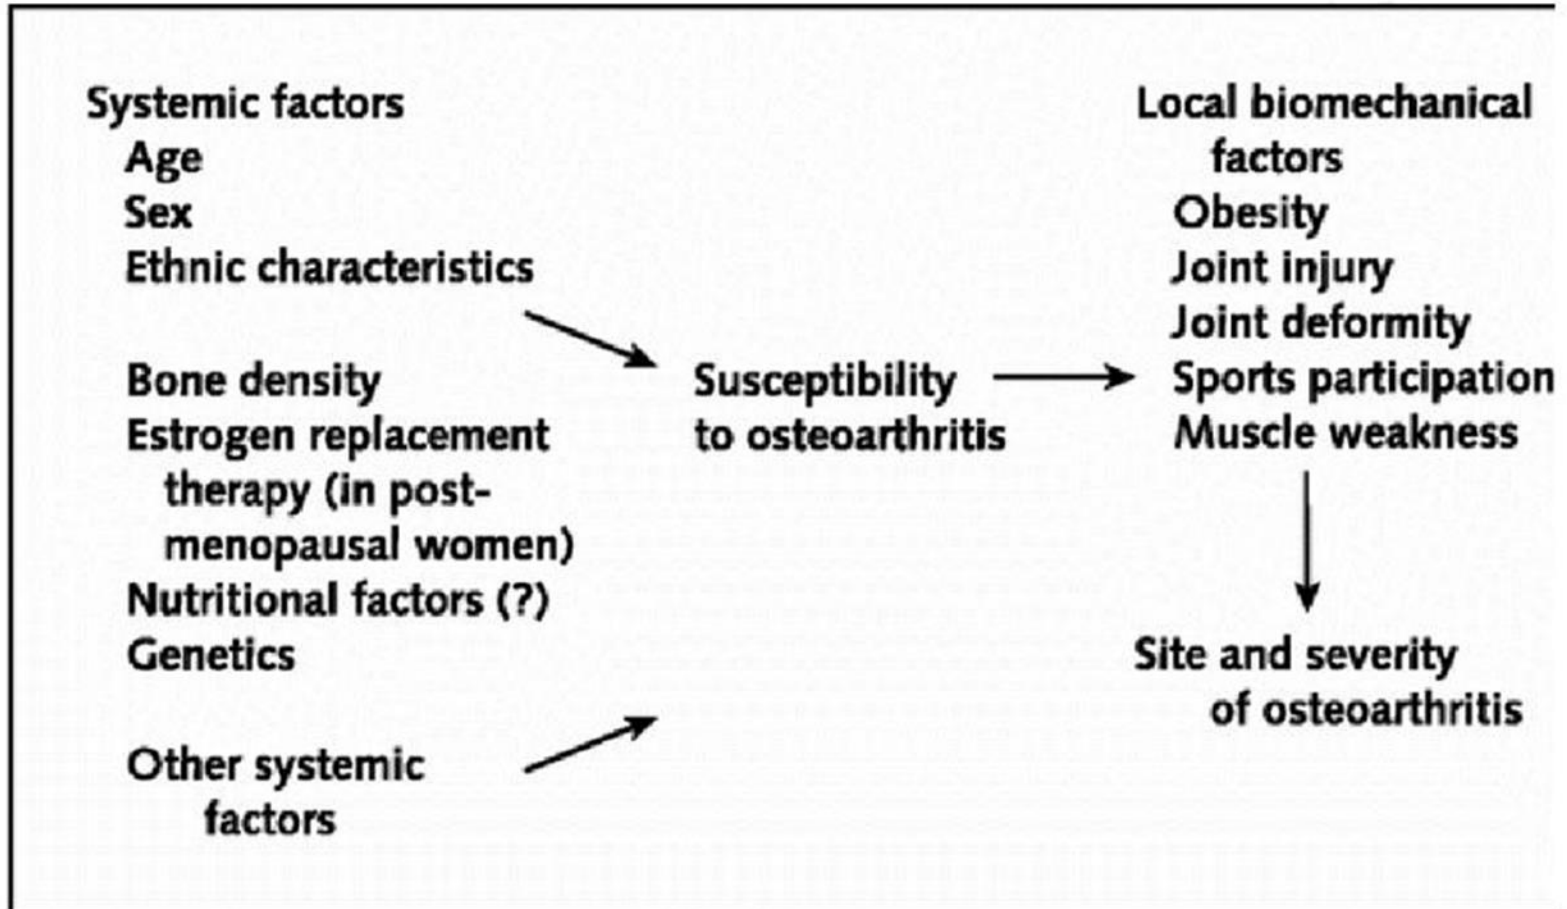 Systemic factors
Age
Sex
Ethnic characteristics
Bone density
Estrogen replacement
therapy (in post-
menopausal women)
Nutritional factors (?)
Genetics
Other systemic
factors
Susceptibility
to osteoarthritis
Local biomechanical
factors
Obesity
Joint injury
Joint deformity
Sports participation
Muscle weakness
Site and severity
of osteoarthritis